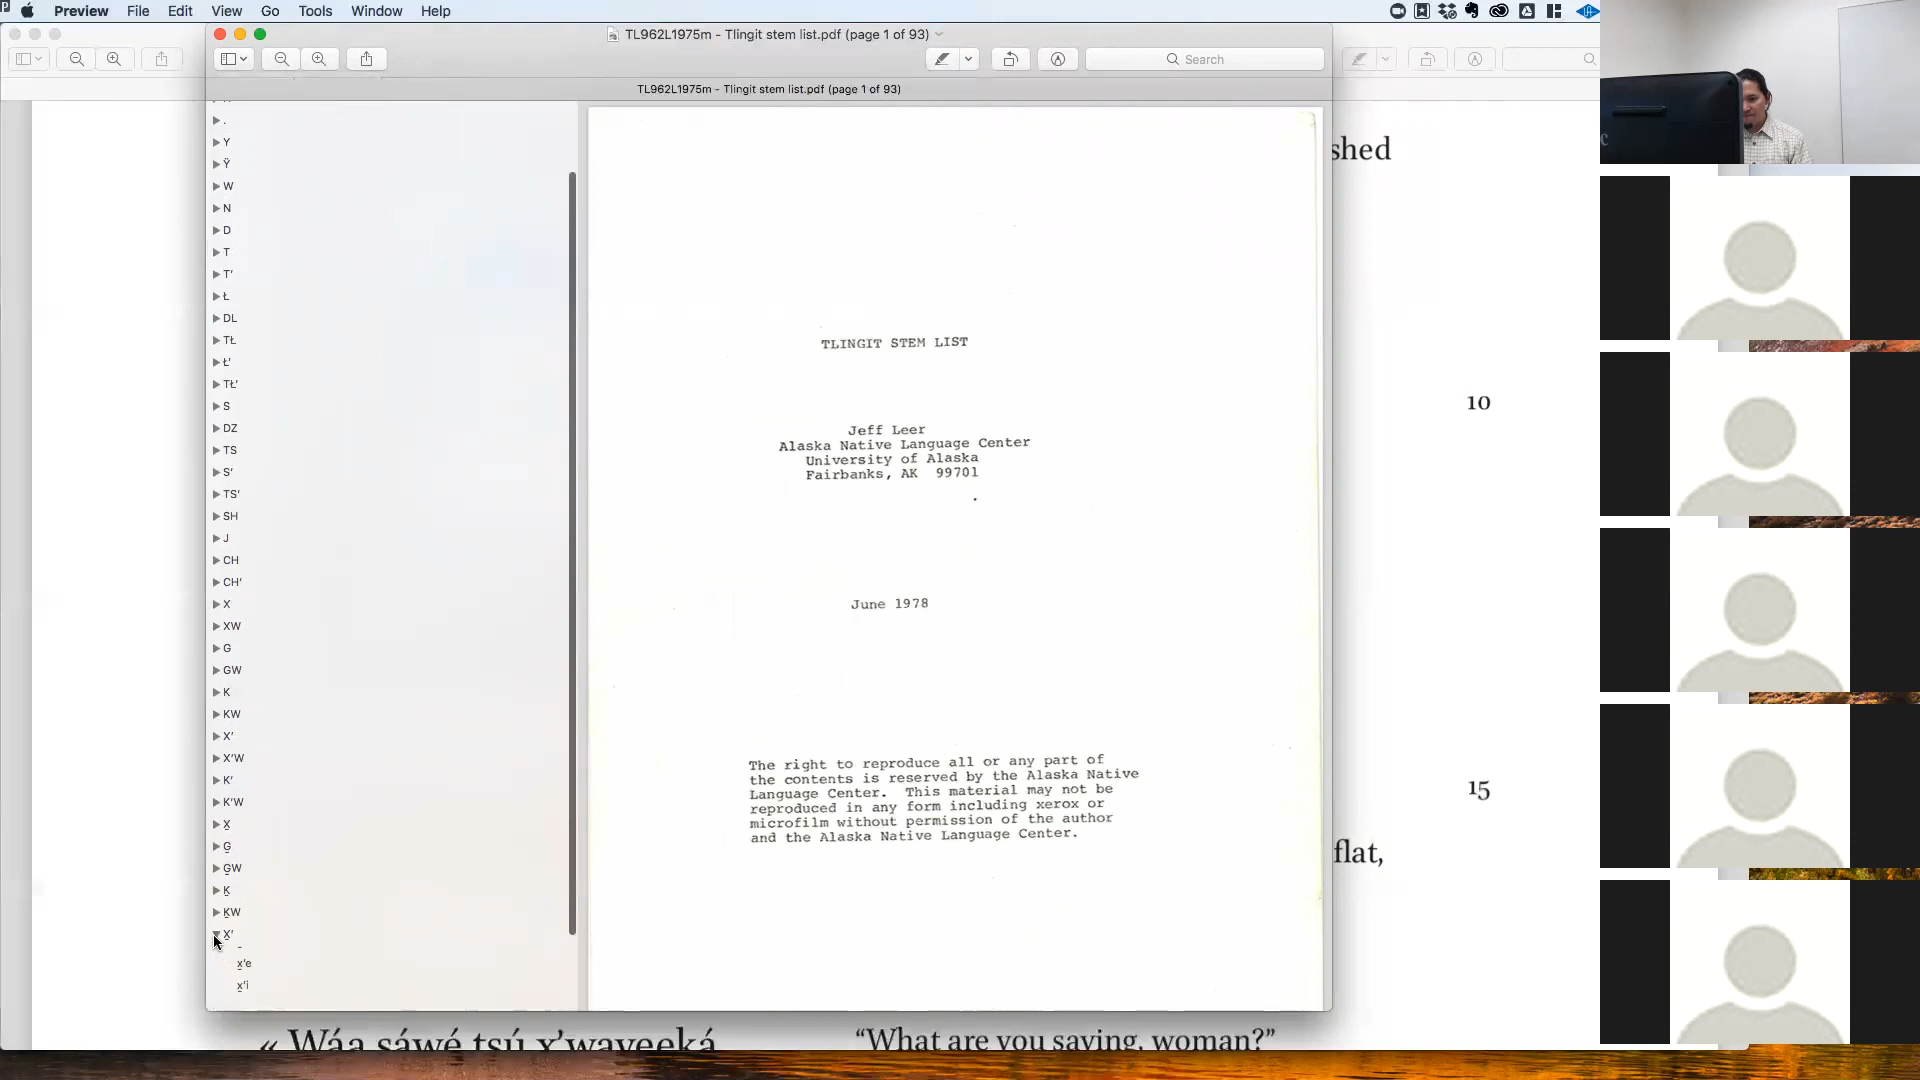 Preview File Edit View Go Tools Window Help
TL962L1975m - Tlingit stem list.pdf (page 1 of 93)
Search
TL962L1975m - Tlingit stem list.pdf (page 1 of 93)
.
Y
Ÿ
W
N
D
T
T'
Ł
DL
TŁ
Ł'
TŁ'
S
DZ
TS
S'
TS'
SH
J
CH
CH'
X
XW
G
GW
K
KW
X'
X'W
K'
K'W
X̱
G̱
G̱W
Ḵ
ḴW
X̱'
x̱'e
x̱'i
TLINGIT STEM LIST
Jeff Leer
Alaska Native Language Center
University of Alaska
Fairbanks, AK 99701
June 1978
The right to reproduce all or any part of
the contents is reserved by the Alaska Native
Language Center. This material may not be
reproduced in any form including xerox or
microfilm without permission of the author
and the Alaska Native Language Center.
shed
10
15
flat,
« Wáa sáwé tsú x̱'wayeeká
“What are you saying, woman?”